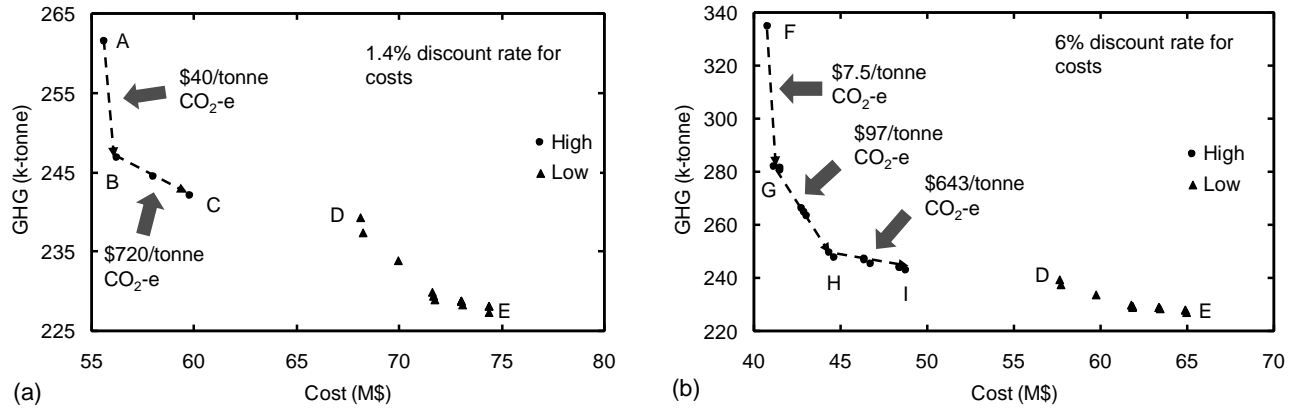 A
1.4% discount rate for
costs
$40/tonne
CO2-e
High
Low
B
C
D
E
$720/tonne
CO2-e
GHG (k-tonne)
265
255
245
235
225
55
60
65
70
75
80
Cost (M$)
(a)
F
6% discount rate for
costs
$7.5/tonne
CO2-e
$97/tonne
CO2-e
High
Low
$643/tonne
CO2-e
G
H
I
D
E
GHG (k-tonne)
340
320
300
280
260
240
220
40
45
50
55
60
65
70
Cost (M$)
(b)